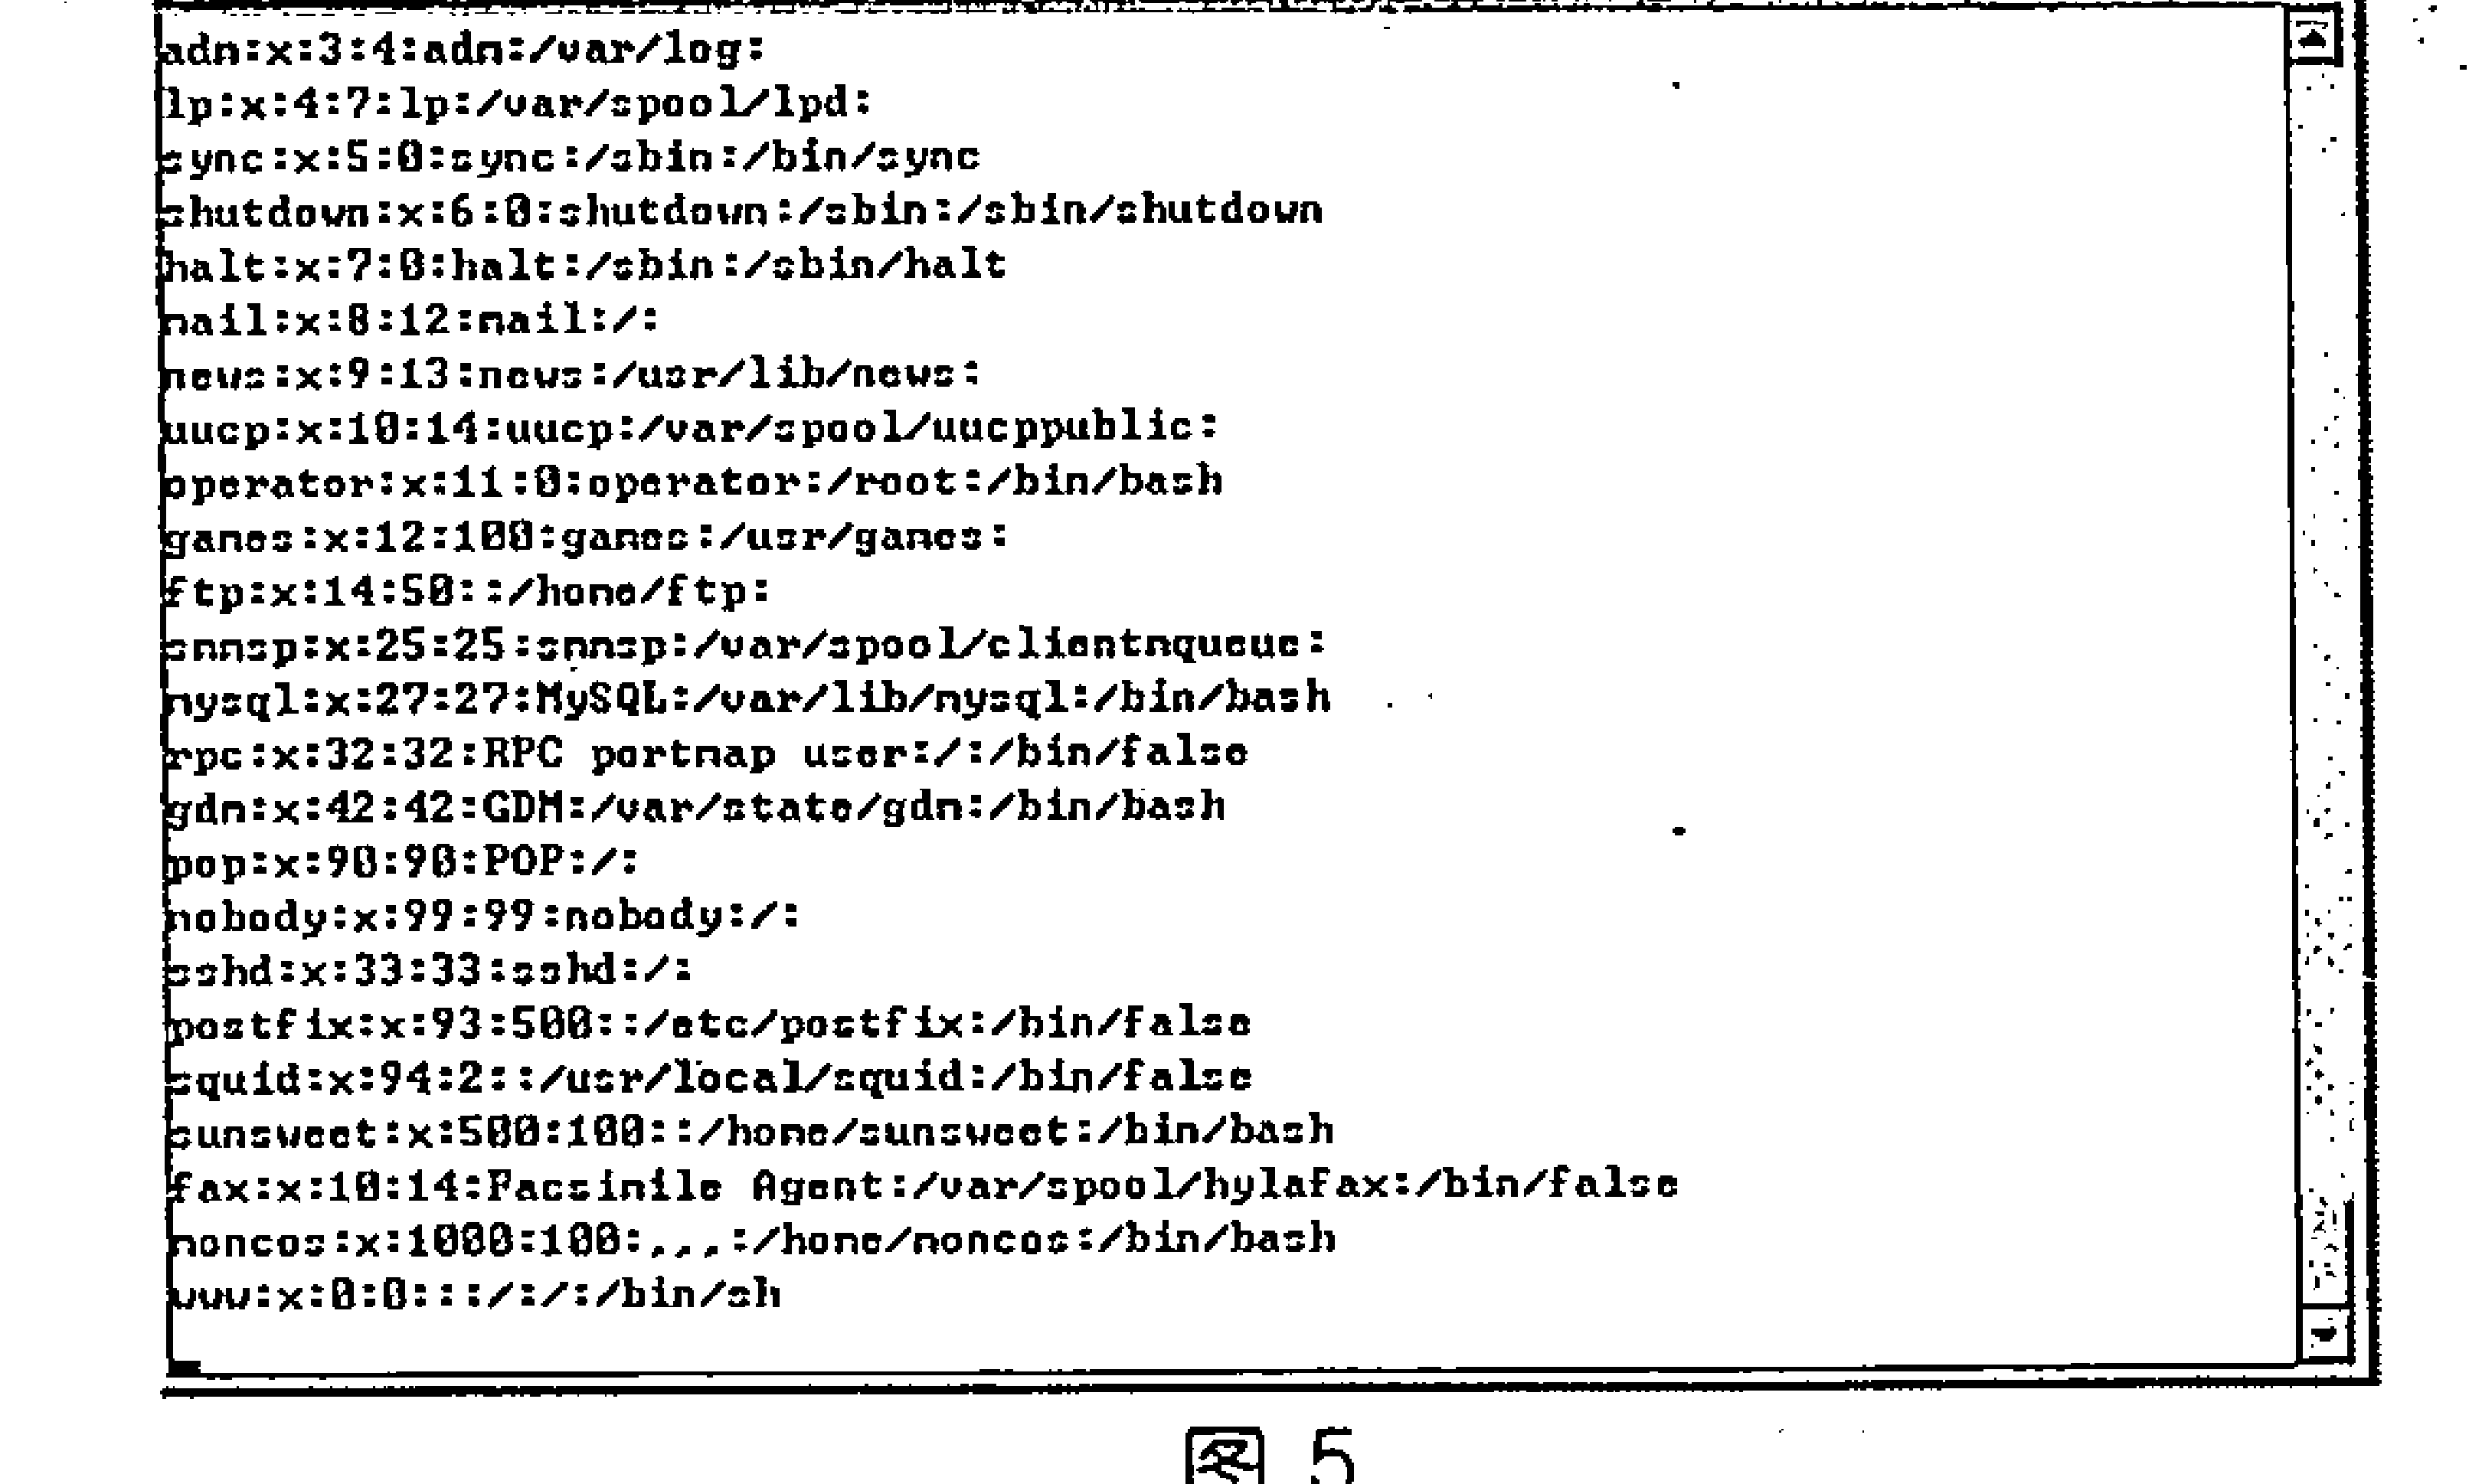 adm:x:3:4:adm:/var/log:
lp:x:4:7:lp:/var/spool/lpd:
sync:x:5:0:sync:/sbin:/bin/sync
shutdown:x:6:0:shutdown:/sbin:/sbin/shutdown
halt:x:7:0:halt:/sbin:/sbin/halt
mail:x:8:12:mail:/:
news:x:9:13:news:/usr/lib/news:
uucp:x:10:14:uucp:/var/spool/uucppublic:
operator:x:11:0:operator:/root:/bin/bash
games:x:12:100:games:/usr/games:
ftp:x:14:50::/home/ftp:
smmsp:x:25:25:smmsp:/var/spool/clientmqueue:
mysql:x:27:27:MySQL:/var/lib/mysql:/bin/bash
rpc:x:32:32:RPC portmap user:/:/bin/false
gdm:x:42:42:GDM:/var/state/gdm:/bin/bash
pop:x:90:90:POP:/:
nobody:x:99:99:nobody:/:
sshd:x:33:33:sshd:/:
postfix:x:93:500::/etc/postfix:/bin/false
squid:x:94:2::/usr/local/squid:/bin/false
sunsweet:x:500:100::/home/sunsweet:/bin/bash
fax:x:10:14:Facsimile Agent:/var/spool/hylafax:/bin/false
moncos:x:1000:100:,,,:/home/moncos:/bin/bash
www:x:0:0:::/:/:/bin/sh
图 5